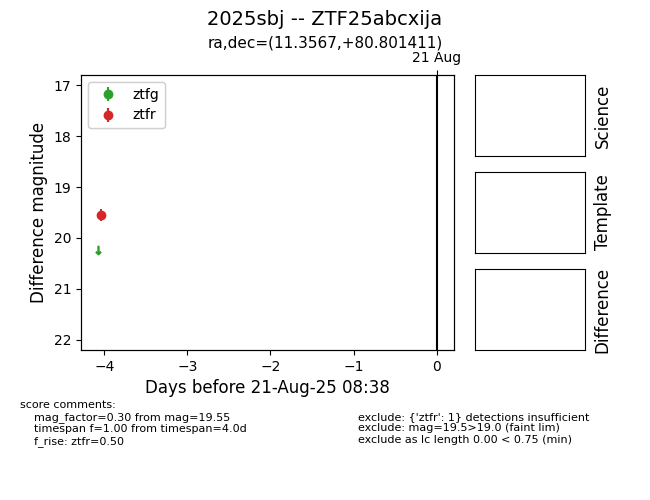 2025sbj -- ZTF25abcxija
ra,dec=(11.3567,+80.801411)
21 Aug
ztfg
ztfr
17
18
19
20
21
22
Difference magnitude
−4
−3
−2
−1
0
Days before 21-Aug-25 08:38
Science
Template
Difference
score comments:
mag_factor=0.30 from mag=19.55
timespan f=1.00 from timespan=4.0d
f_rise: ztfr=0.50
exclude: {'ztfr': 1} detections insufficient
exclude: mag=19.5>19.0 (faint lim)
exclude as lc length 0.00 < 0.75 (min)